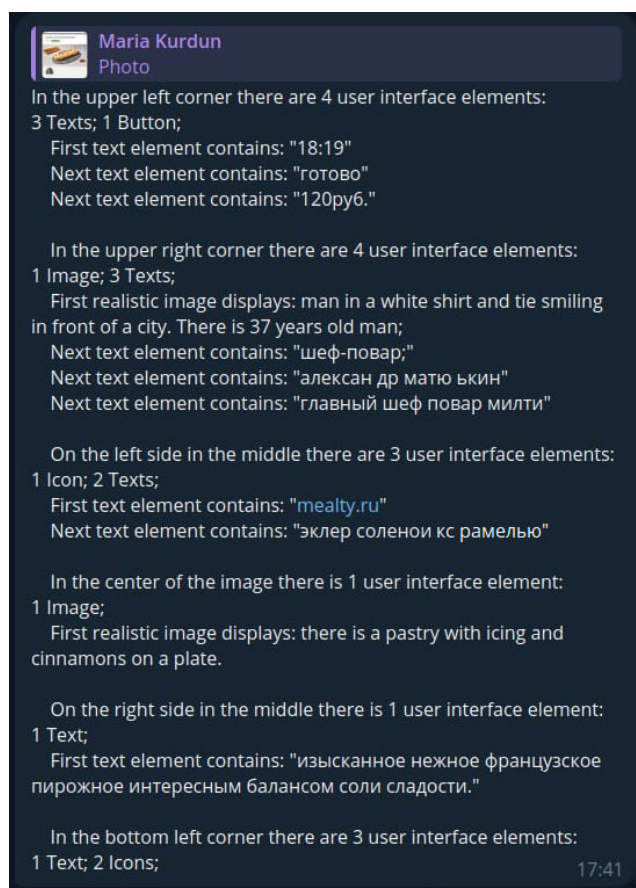 Maria Kurdun
Photo
In the upper left corner there are 4 user interface elements:
3 Texts; 1 Button;
First text element contains: "18:19"
Next text element contains: "готово"
Next text element contains: "120ру6."
In the upper right corner there are 4 user interface elements:
1 Image; 3 Texts;
First realistic image displays: man in a white shirt and tie smiling
in front of a city. There is 37 years old man;
Next text element contains: "шеф-повар;"
Next text element contains: "алексан др матю ькин"
Next text element contains: "главный шеф повар милти"
On the left side in the middle there are 3 user interface elements:
1 Icon; 2 Texts;
First text element contains: "mealty.ru"
Next text element contains: "эклер соленои кс рамелью"
In the center of the image there is 1 user interface element:
1 Image;
First realistic image displays: there is a pastry with icing and
cinnamons on a plate.
On the right side in the middle there is 1 user interface element:
1 Text;
First text element contains: "изысканное нежное французское
пирожное интересным балансом соли сладости."
In the bottom left corner there are 3 user interface elements:
1 Text; 2 Icons;
17:41